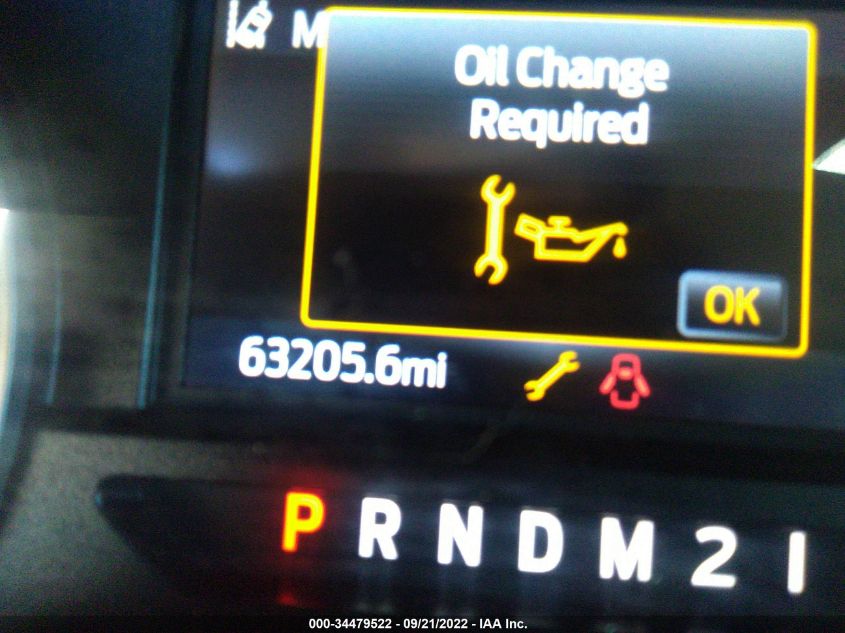 M
Oil Change
Required
OK
63205.6mi
P R N D M 2 1
000-34479522 - 09/21/2022 - IAA Inc.